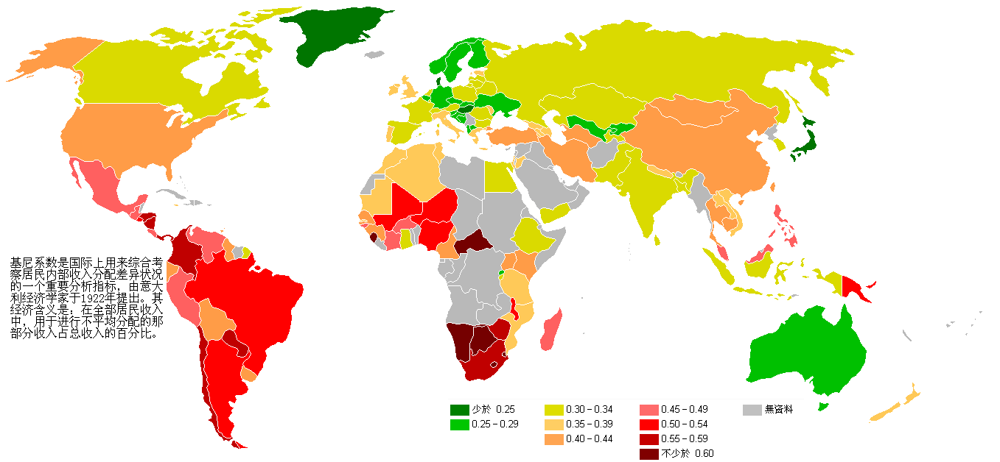 基尼系数是国际上用来综合考
察居民内部收入分配差异状况
的一个重要分析指标，由意大
利经济学家于1922年提出。其
经济含义是：在全部居民收入
中，用于进行不平均分配的那
部分收入占总收入的百分比。
少於 0.25
0.25 – 0.29
0.30 – 0.34
0.35 – 0.39
0.40 – 0.44
0.45 – 0.49
0.50 – 0.54
0.55 – 0.59
不少於 0.60
無資料